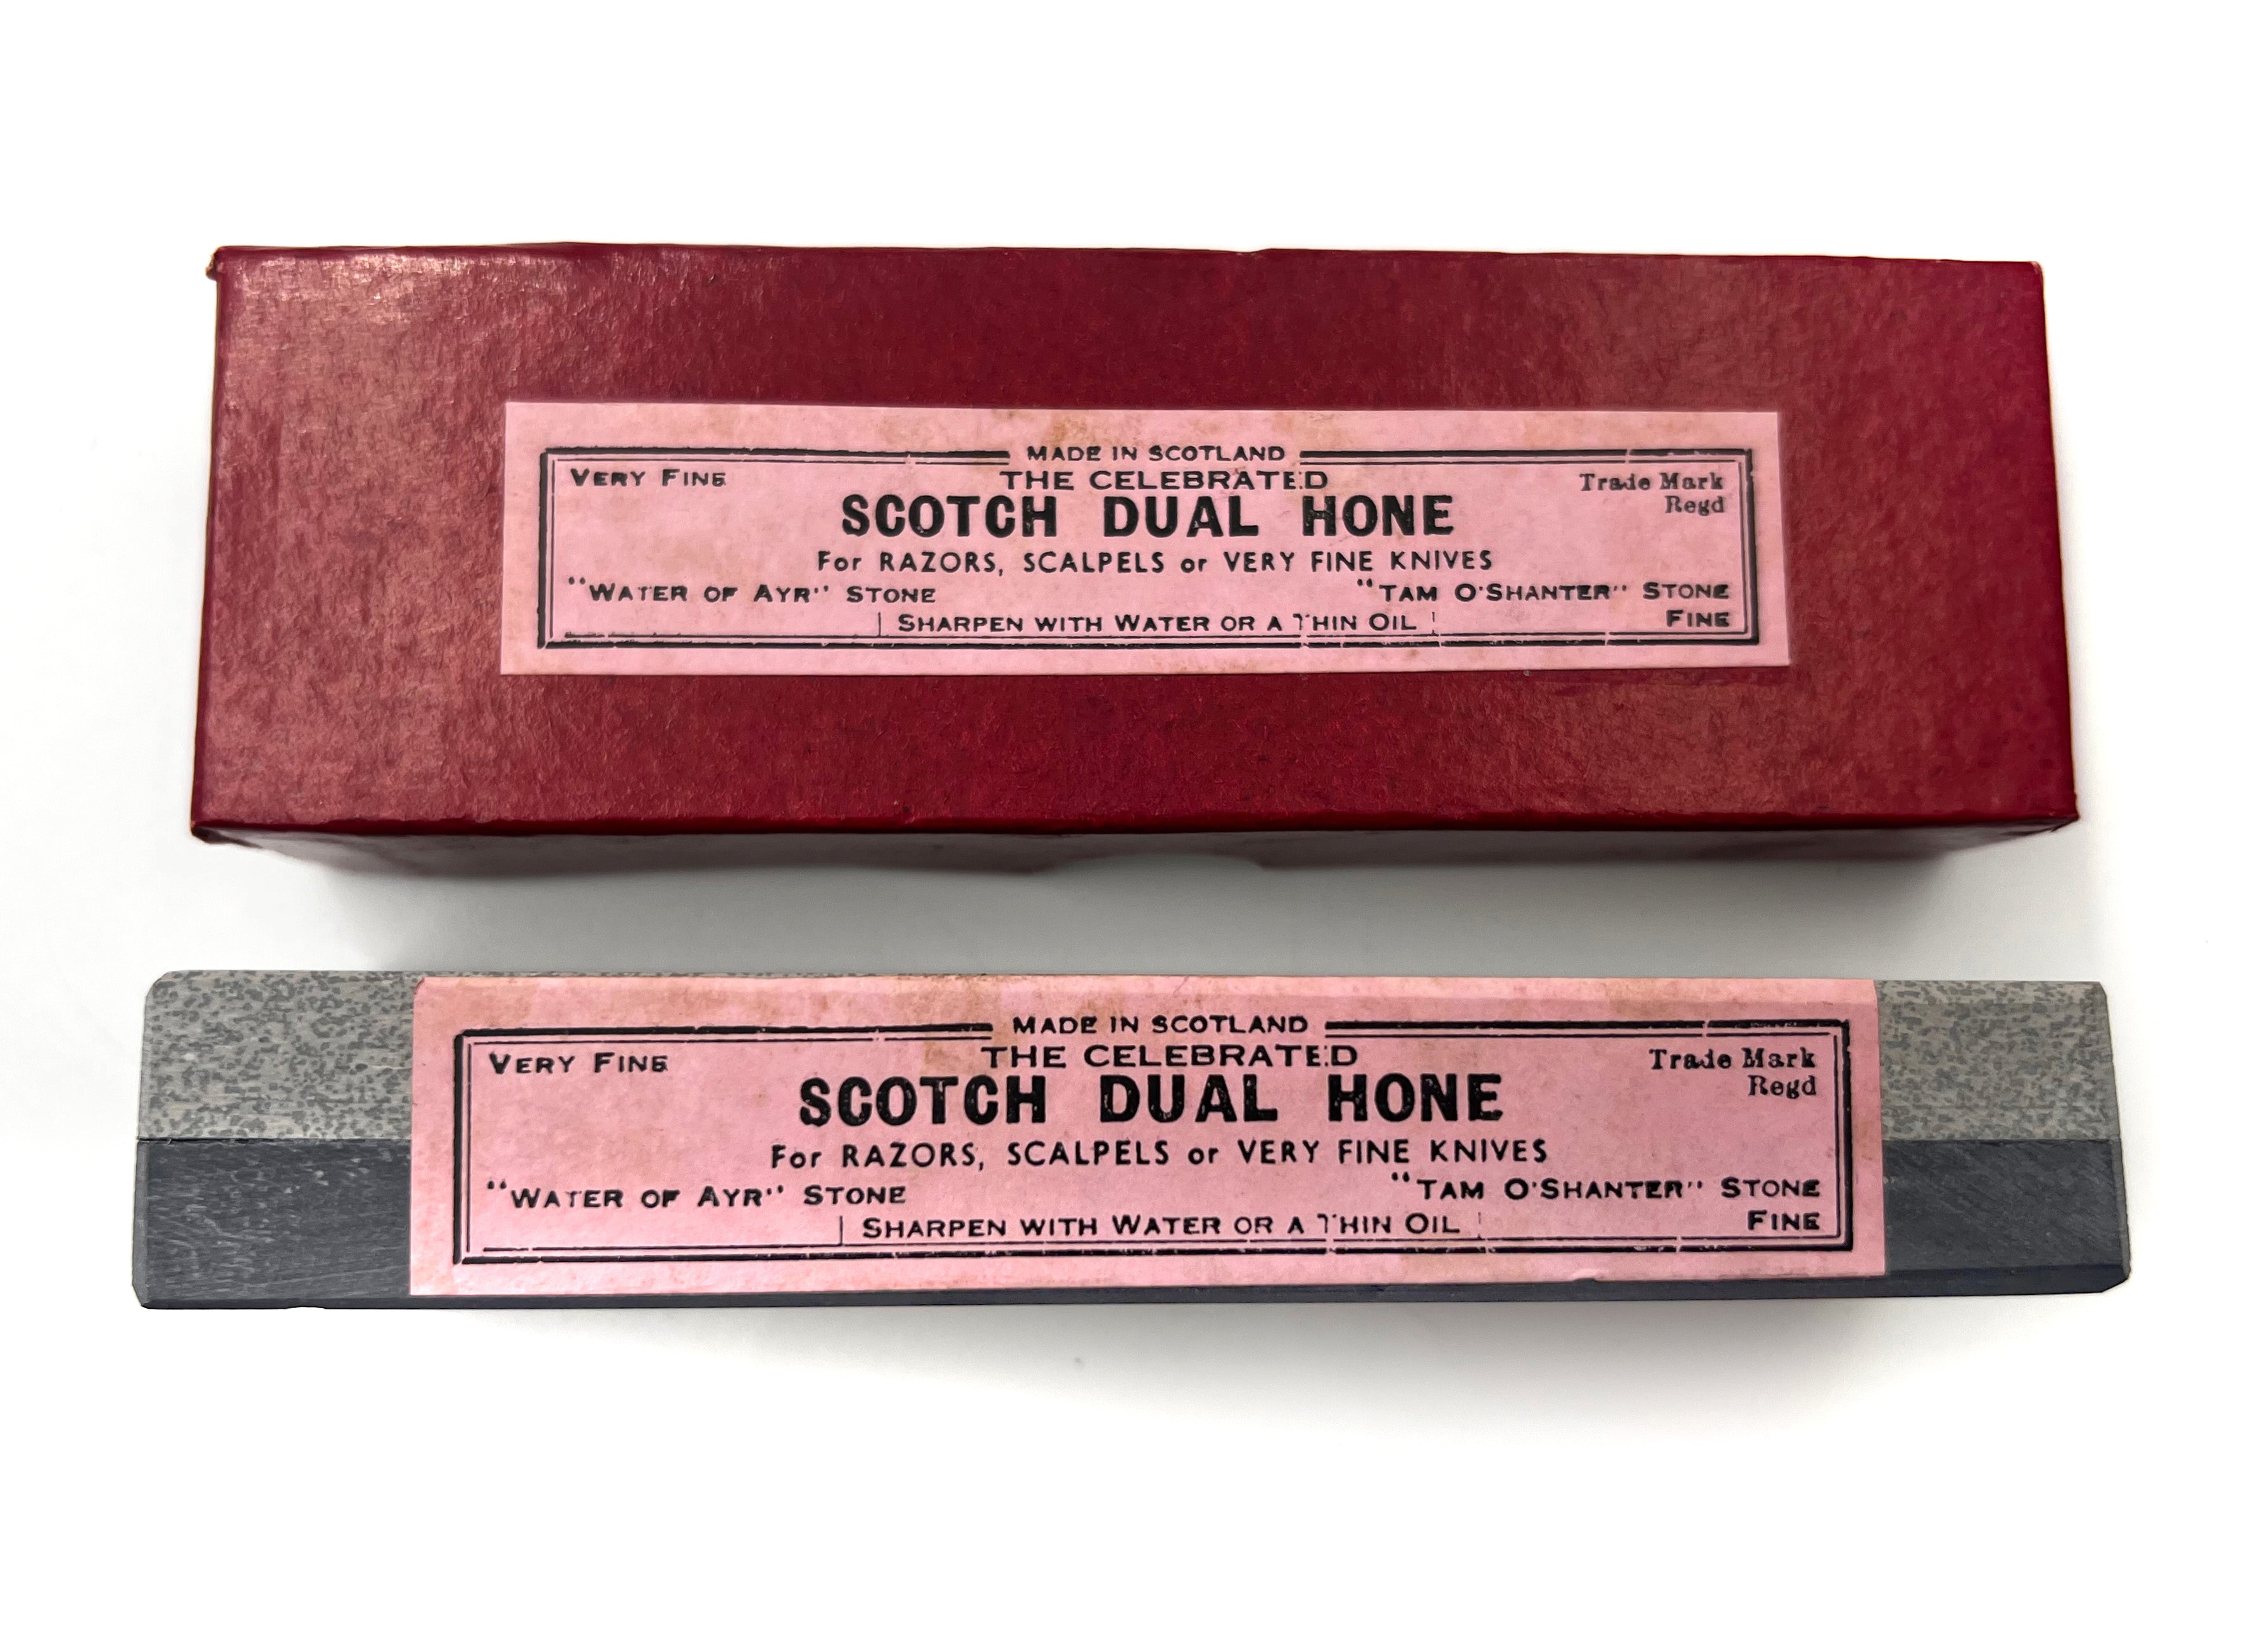 MADE IN SCOTLAND
VERY FINE THE CELEBRATED Trade Mark
SCOTCH DUAL HONE Regd
For RAZORS, SCALPELS or VERY FINE KNIVES
"WATER OF AYR" STONE "TAM O'SHANTER" STONE
SHARPEN WITH WATER OR A THIN OIL FINE
MADE IN SCOTLAND
VERY FINE THE CELEBRATED Trade Mark
SCOTCH DUAL HONE Regd
For RAZORS, SCALPELS or VERY FINE KNIVES
"WATER OF AYR" STONE "TAM O'SHANTER" STONE
SHARPEN WITH WATER OR A THIN OIL FINE